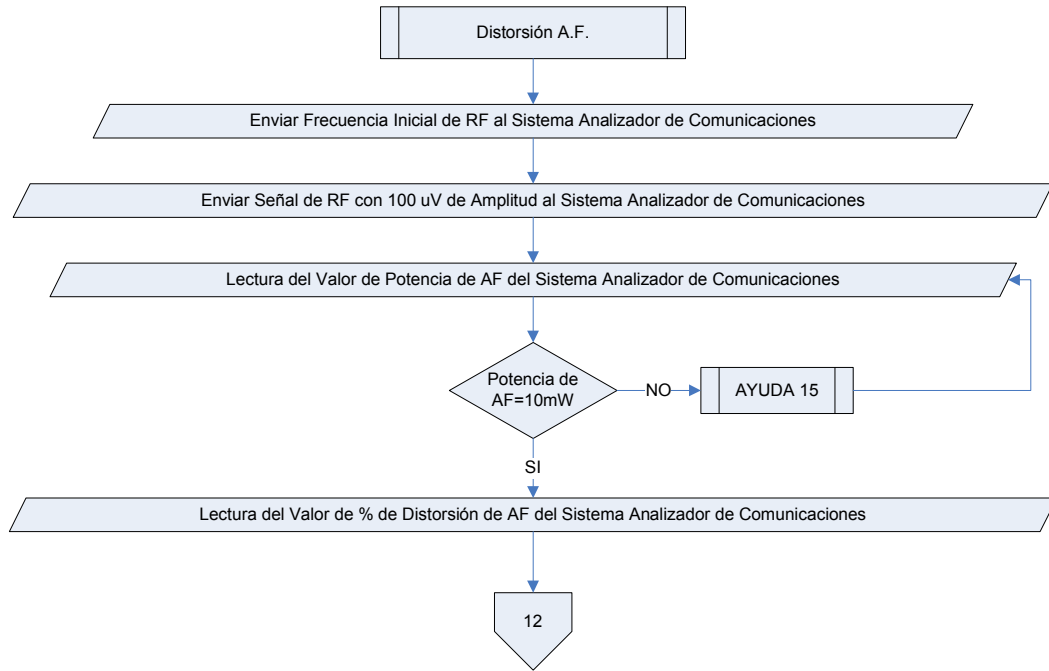 Distorsión A.F.
Enviar Frecuencia Inicial de RF al Sistema Analizador de Comunicaciones
Enviar Señal de RF con 100 uV de Amplitud al Sistema Analizador de Comunicaciones
Lectura del Valor de Potencia de AF del Sistema Analizador de Comunicaciones
Potencia de
AF=10mW
NO
AYUDA 15
SI
Lectura del Valor de % de Distorsión de AF del Sistema Analizador de Comunicaciones
12